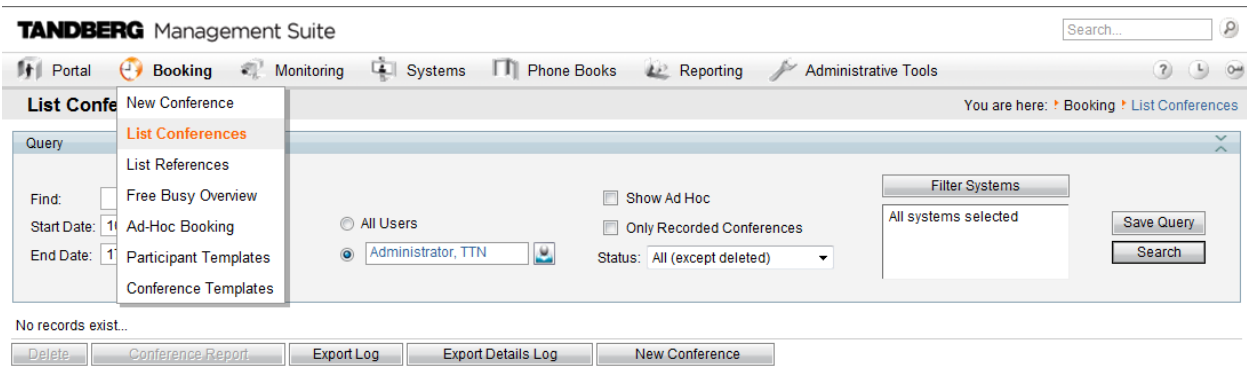 TANDBERG Management Suite
Search...
Portal Booking Monitoring Systems Phone Books Reporting Administrative Tools ?
List Confe
You are here: Booking List Conferences
New Conference
List Conferences
List References
Free Busy Overview
Ad-Hoc Booking
Participant Templates
Conference Templates
Query
Find:
Start Date: 10
End Date: 17
All Users
Administrator, TTN
Show Ad Hoc
Only Recorded Conferences
Status: All (except deleted)
Filter Systems
All systems selected
Save Query
Search
No records exist...
Delete Conference Report Export Log Export Details Log New Conference